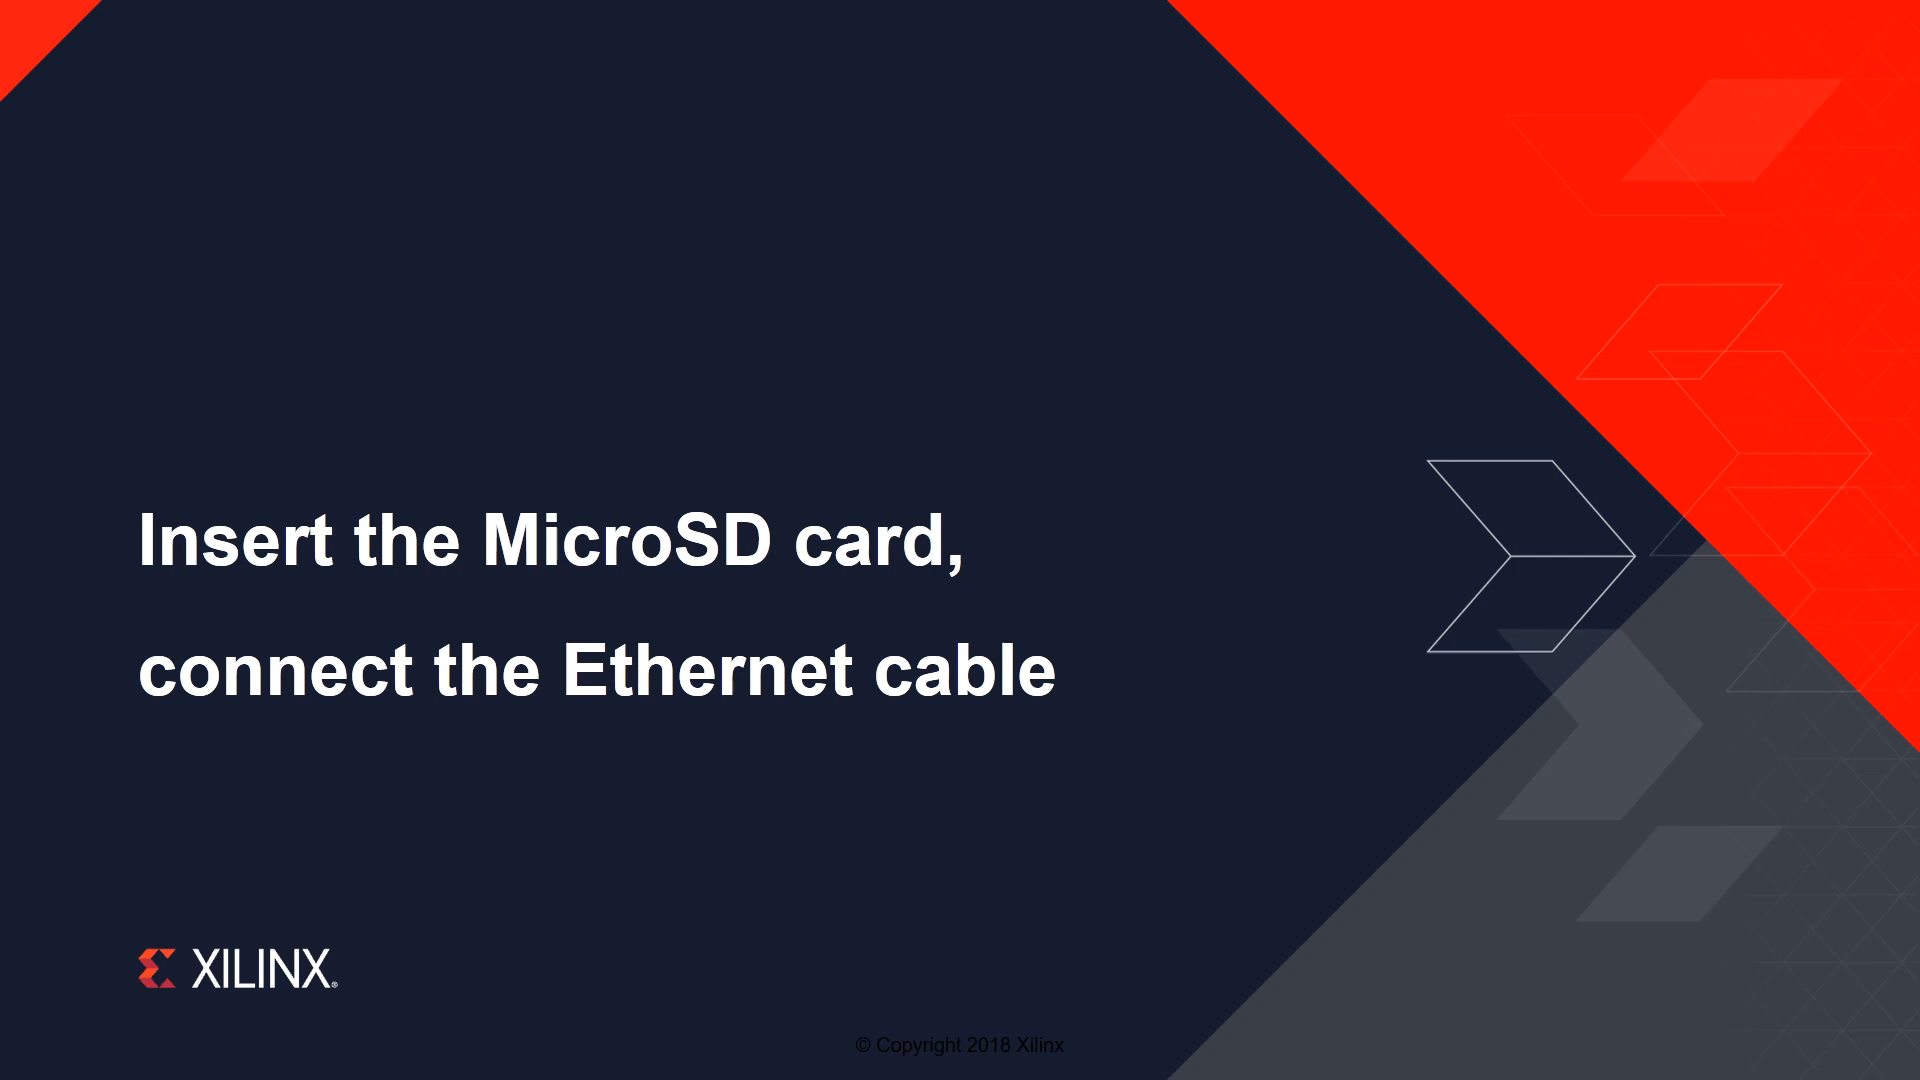 Insert the MicroSD card,
connect the Ethernet cable
XILINX®
© Copyright 2018 Xilinx